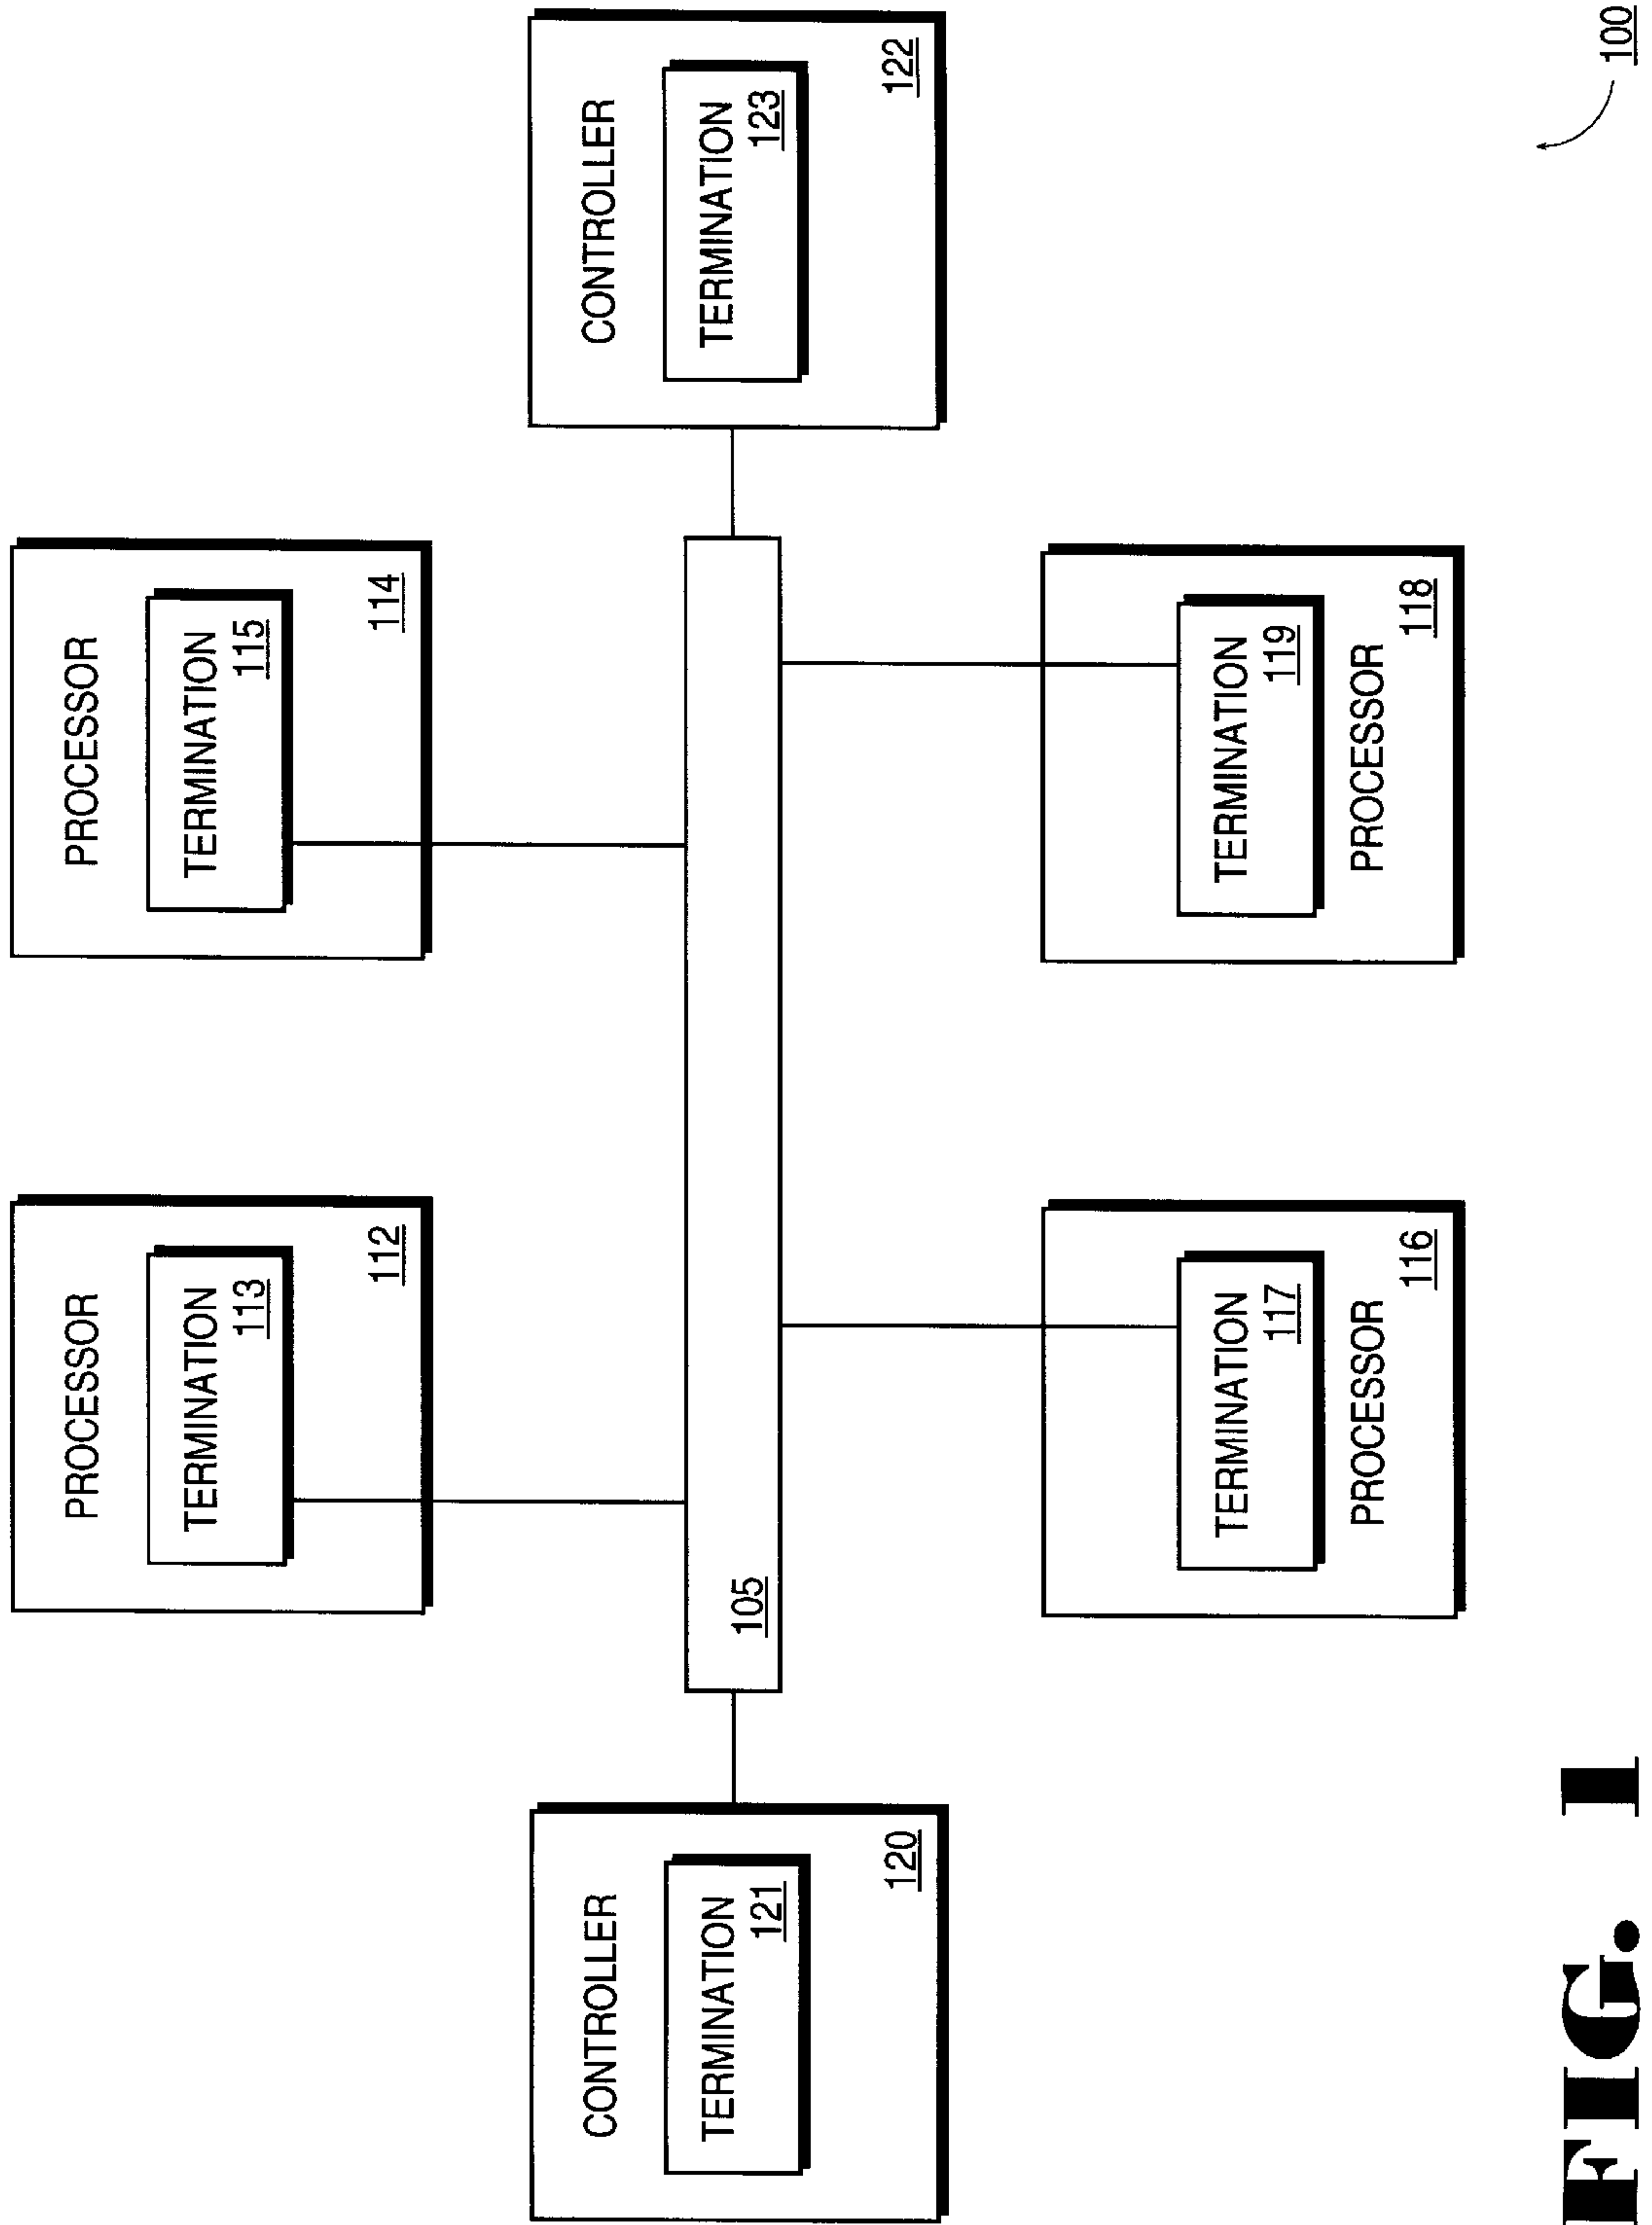 PROCESSOR
TERMINATION
113
112
PROCESSOR
TERMINATION
115
114
CONTROLLER
TERMINATION
121
120
105
CONTROLLER
TERMINATION
123
122
TERMINATION
117
PROCESSOR
116
TERMINATION
119
PROCESSOR
118
FIG. 1
100